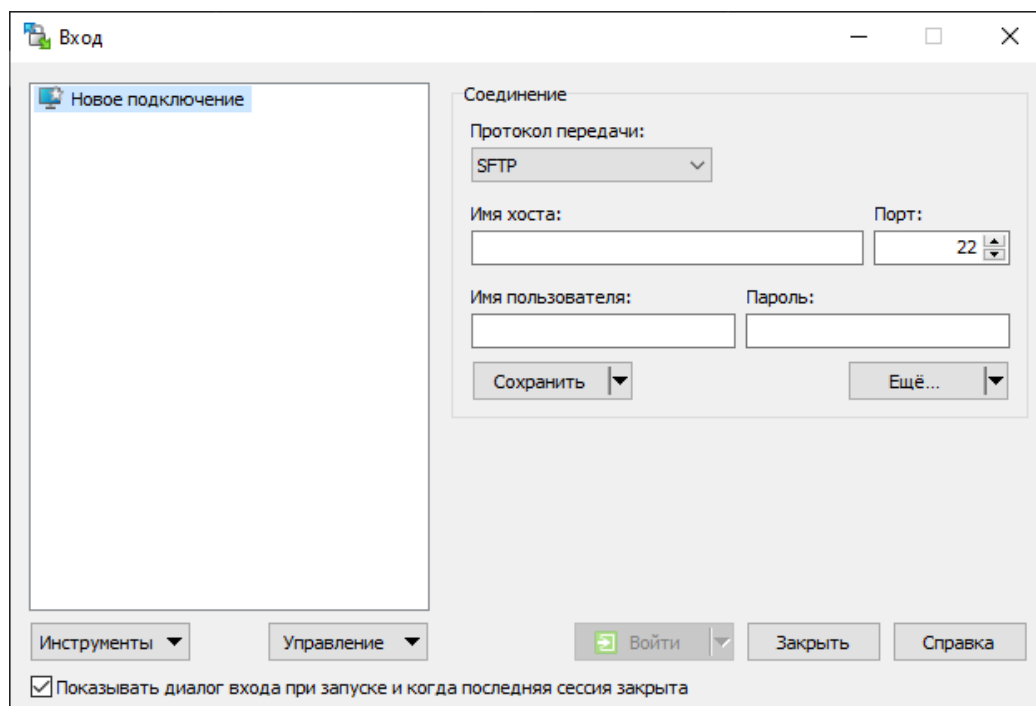 Вход
Новое подключение
Соединение
Протокол передачи:
SFTP
Имя хоста: Порт:
22
Имя пользователя: Пароль:
Сохранить Ещё...
Инструменты Управление Войти Закрыть Справка
Показывать диалог входа при запуске и когда последняя сессия закрыта